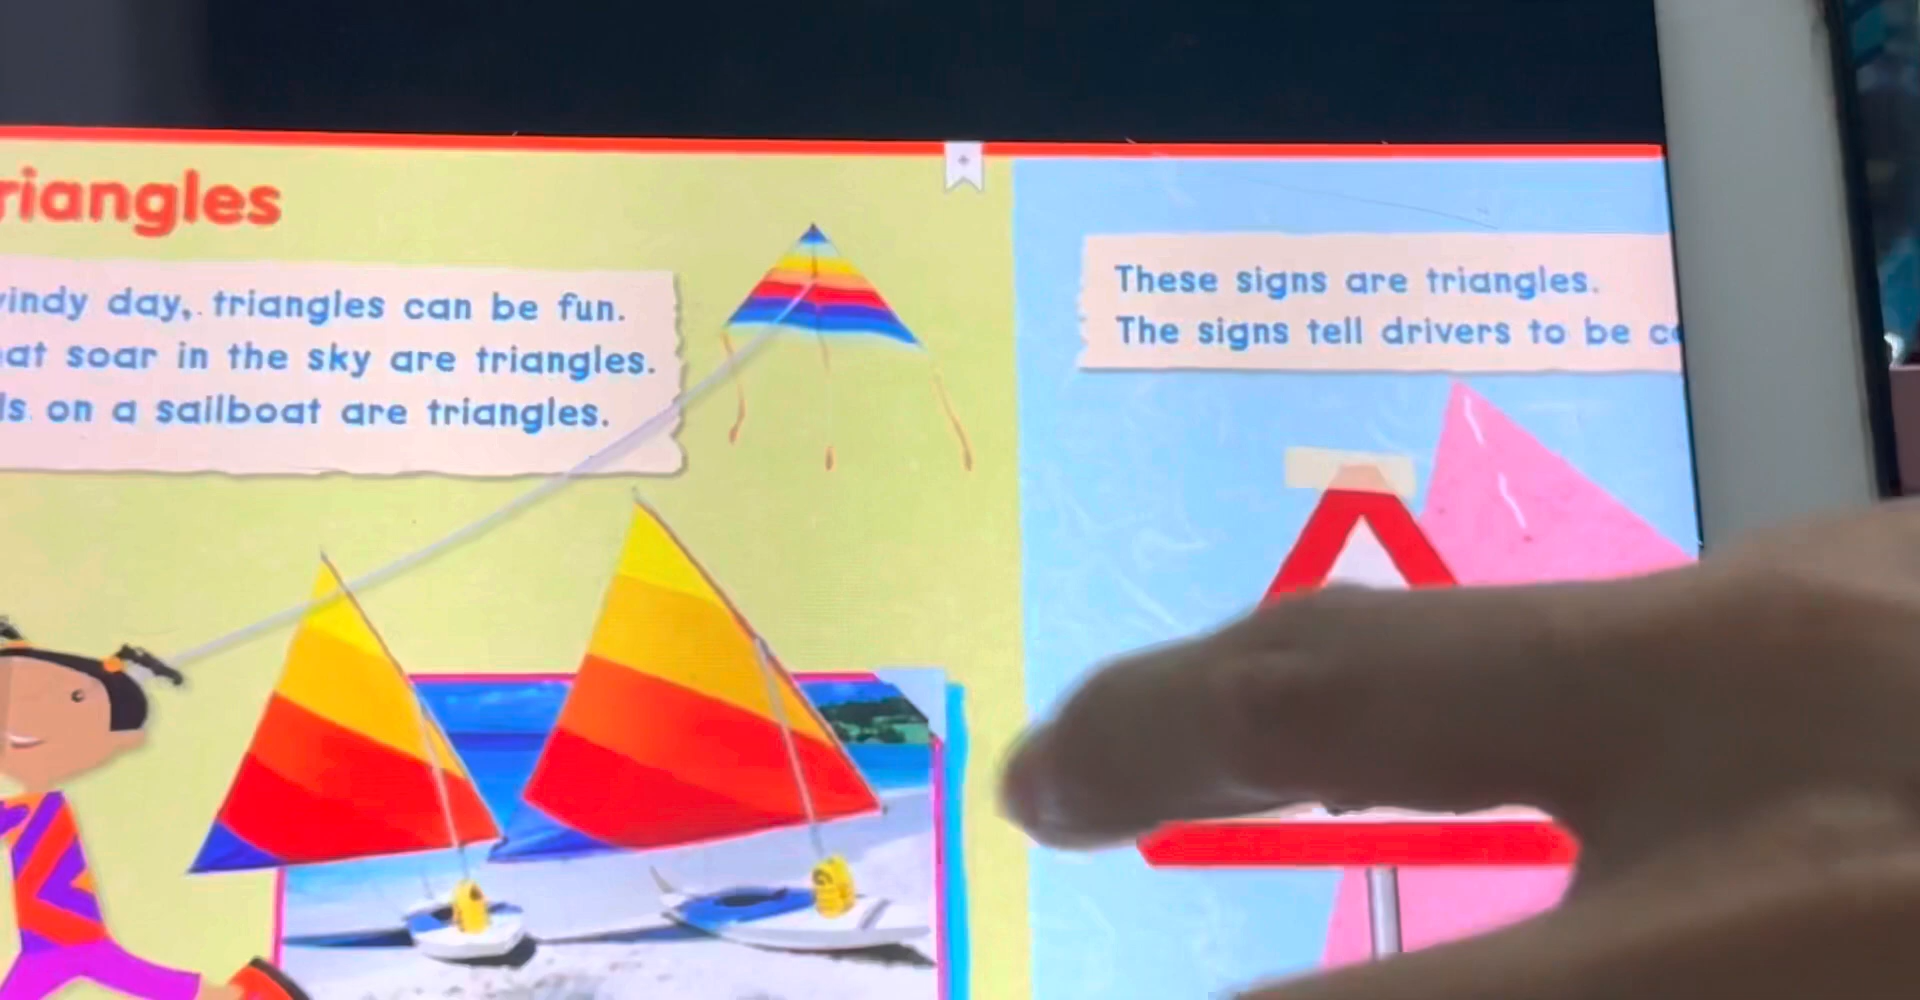 riangles
indy day, triangles can be fun.
at soar in the sky are triangles.
ls on a sailboat are triangles.
These signs are triangles.
The signs tell drivers to be c